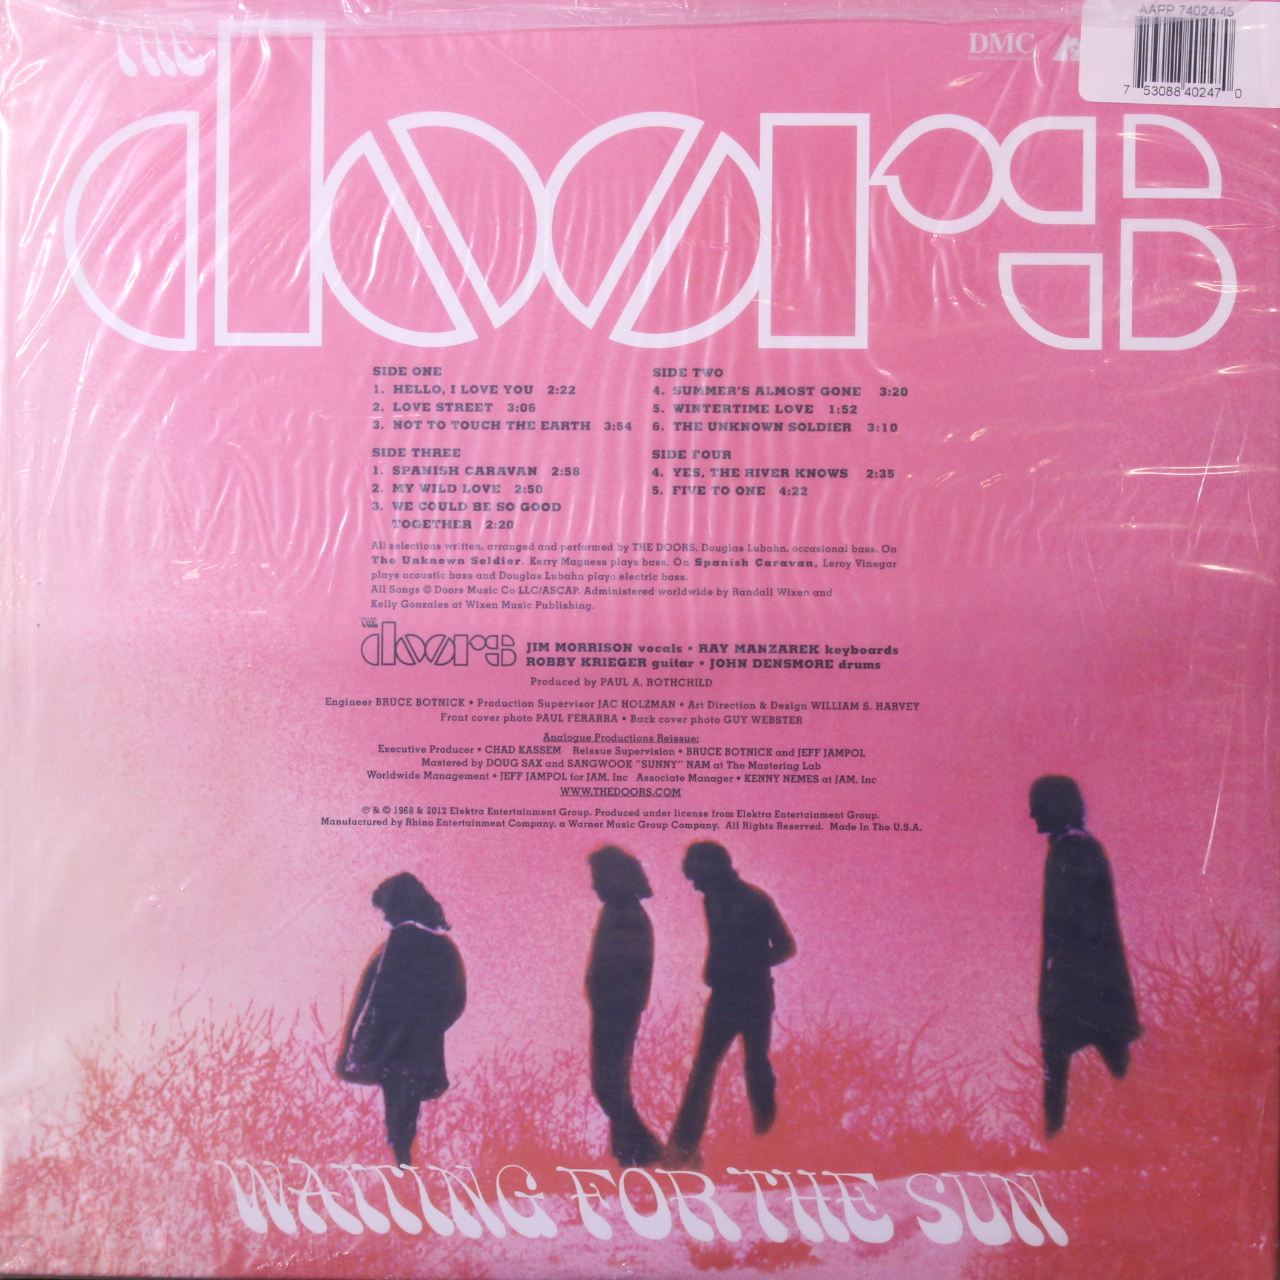 AAPP 74024-45
7 53088 40247 0
DMC
THE
doors
SIDE ONE
1. HELLO, I LOVE YOU 2:22
2. LOVE STREET 3:06
3. NOT TO TOUCH THE EARTH 3:54
SIDE TWO
4. SUMMER'S ALMOST GONE 3:20
5. WINTERTIME LOVE 1:52
6. THE UNKNOWN SOLDIER 3:10
SIDE THREE
1. SPANISH CARAVAN 2:58
2. MY WILD LOVE 2:50
3. WE COULD BE SO GOOD
TOGETHER 2:20
SIDE FOUR
4. YES, THE RIVER KNOWS 2:35
5. FIVE TO ONE 4:22
All selections written, arranged and performed by THE DOORS. Douglas Lubahn, occasional bass. On
The Unknown Soldier, Kerry Magness plays bass. On Spanish Caravan, Leroy Vinegar
plays acoustic bass and Douglas Lubahn plays electric bass.
All Songs © Doors Music Co LLC/ASCAP. Administered worldwide by Randall Wixen and
Kelly Gonzales at Wixen Music Publishing.
THE doors
JIM MORRISON vocals • RAY MANZAREK keyboards
ROBBY KRIEGER guitar • JOHN DENSMORE drums
Produced by PAUL A. ROTHCHILD
Engineer BRUCE BOTNICK • Production Supervisor JAC HOLZMAN • Art Direction & Design WILLIAM S. HARVEY
Front cover photo PAUL FERARRA • Back cover photo GUY WEBSTER
Analogue Productions Reissue:
Executive Producer • CHAD KASSEM Reissue Supervision • BRUCE BOTNICK and JEFF JAMPOL
Mastered by DOUG SAX and SANGWOOK "SUNNY" NAM at The Mastering Lab
Worldwide Management • JEFF JAMPOL for JAM, Inc Associate Manager • KENNY NEMES at JAM, Inc
WWW.THEDOORS.COM
℗ & © 1968 & 2012 Elektra Entertainment Group. Produced under license from Elektra Entertainment Group.
Manufactured by Rhino Entertainment Company, a Warner Music Group Company. All Rights Reserved. Made In The U.S.A.
WAITING FOR THE SUN